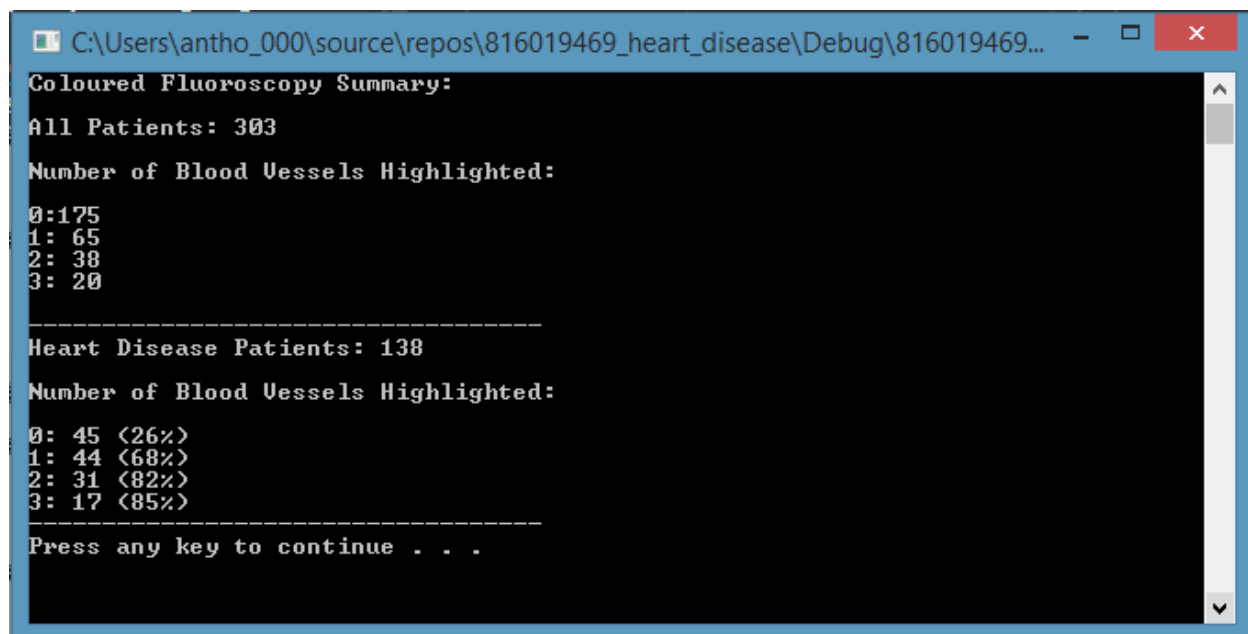 C:\Users\antho_000\source\repos\816019469_heart_disease\Debug\816019469...
Coloured Fluoroscopy Summary:
All Patients: 303
Number of Blood Vessels Highlighted:
0:175
1: 65
2: 38
3: 20
___________________________________
Heart Disease Patients: 138
Number of Blood Vessels Highlighted:
0: 45 (26%)
1: 44 (68%)
2: 31 (82%)
3: 17 (85%)
___________________________________
Press any key to continue . . .